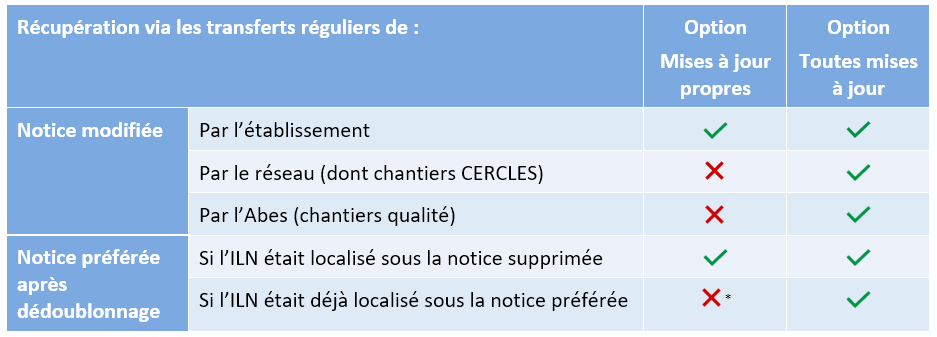 Récupération via les transferts réguliers de :
Option
Mises à jour
propres
Option
Toutes mises
à jour
Notice modifiée
Par l’établissement
Par le réseau (dont chantiers CERCLES)
Par l’Abes (chantiers qualité)
Notice préférée
après
dédoublonnage
Si l’ILN était localisé sous la notice supprimée
Si l’ILN était déjà localisé sous la notice préférée
*